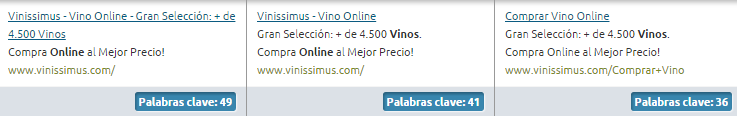 Vinissimus - Vino Online - Gran Selección: + de
4.500 Vinos
Compra Online al Mejor Precio!
www.vinissimus.com/
Palabras clave: 49
Vinissimus - Vino Online
Gran Selección: + de 4.500 Vinos.
Compra Online al Mejor Precio!
www.vinissimus.com/
Palabras clave: 41
Comprar Vino Online
Gran Selección: + de 4.500 Vinos.
Compra Online al Mejor Precio!
www.vinissimus.com/Comprar+Vino
Palabras clave: 36